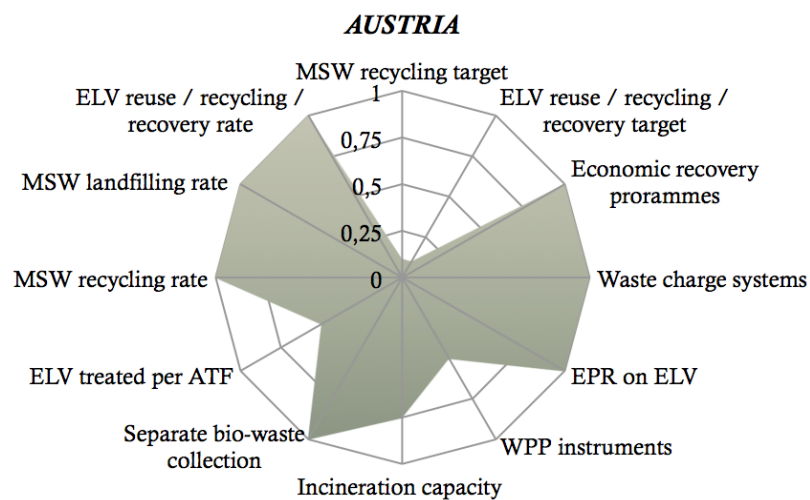 AUSTRIA
MSW recycling target
ELV reuse / recycling /
recovery rate
ELV reuse / recycling /
recovery target
1
0,75
0,5
0,25
0
Economic recovery
prorammes
MSW landfilling rate
MSW recycling rate
Waste charge systems
ELV treated per ATF
EPR on ELV
Separate bio-waste
collection
WPP instruments
Incineration capacity